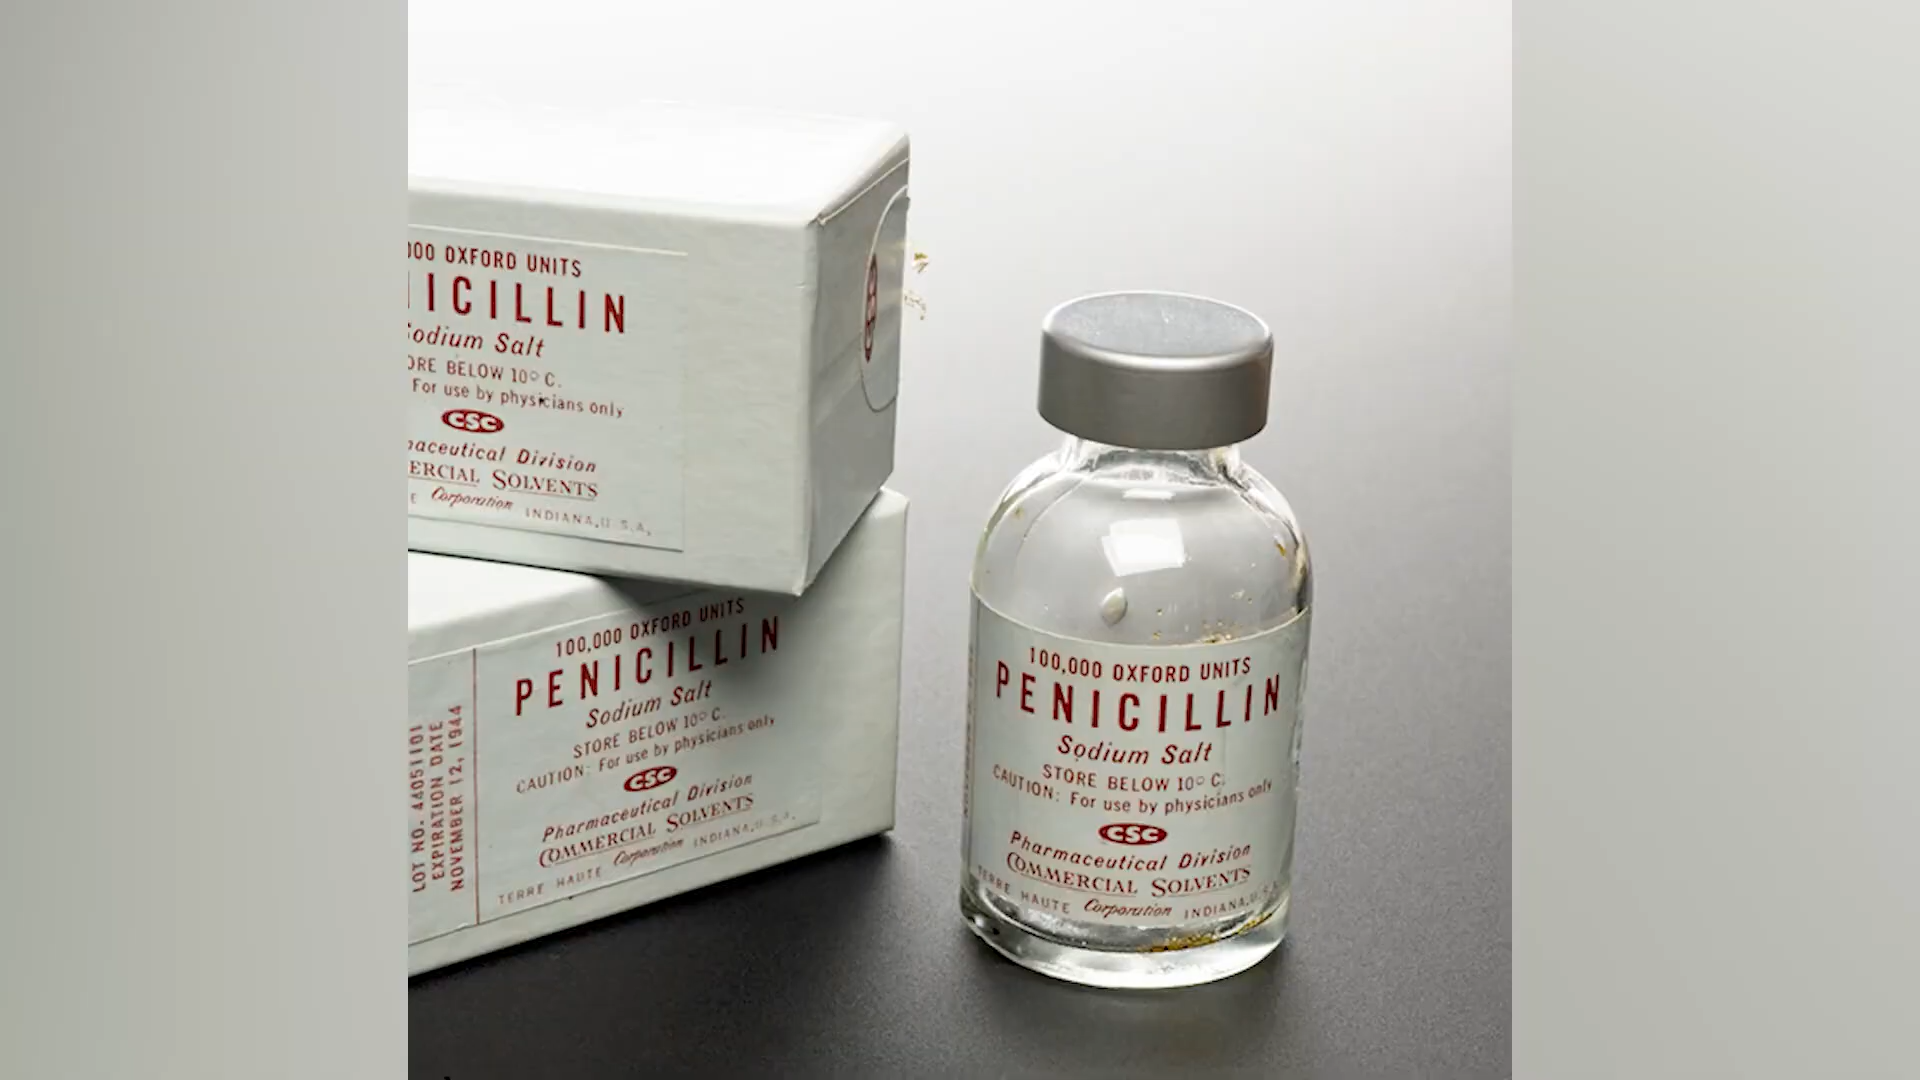 000 OXFORD UNITS
NICILLIN
Sodium Salt
ORE BELOW 10° C.
For use by physicians only
CSC
maceutical Division
ERCIAL SOLVENTS
E Corporation INDIANA, U.S.A.
100,000 OXFORD UNITS
PENICILLIN
Sodium Salt
STORE BELOW 10° C.
CAUTION: For use by physicians only
CSC
Pharmaceutical Division
COMMERCIAL SOLVENTS
TERRE HAUTE Corporation INDIANA, U.S.A.
LOT NO. 44051101
EXPIRATION DATE
NOVEMBER 12, 1944
100,000 OXFORD UNITS
PENICILLIN
Sodium Salt
STORE BELOW 10° C.
CAUTION: For use by physicians only
CSC
Pharmaceutical Division
COMMERCIAL SOLVENTS
TERRE HAUTE Corporation INDIANA, U.S.A.